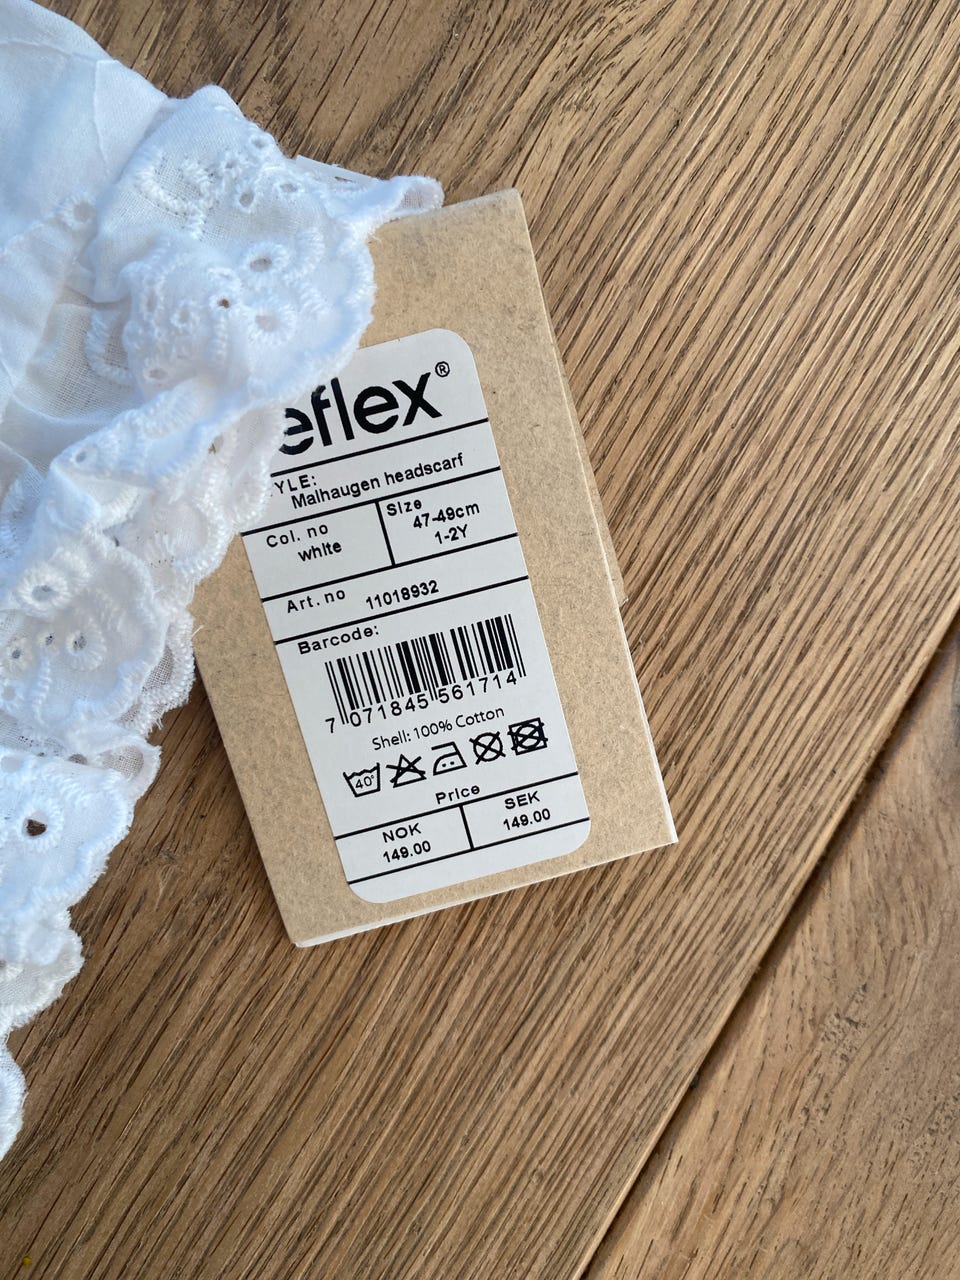 eflex®
YLE:
Malhaugen headscarf
Col. no
white
Size
47-49cm
1-2Y
Art. no 11018932
Barcode:
7 071845 561714
Shell: 100% Cotton
40°
Price
NOK
149.00
SEK
149.00